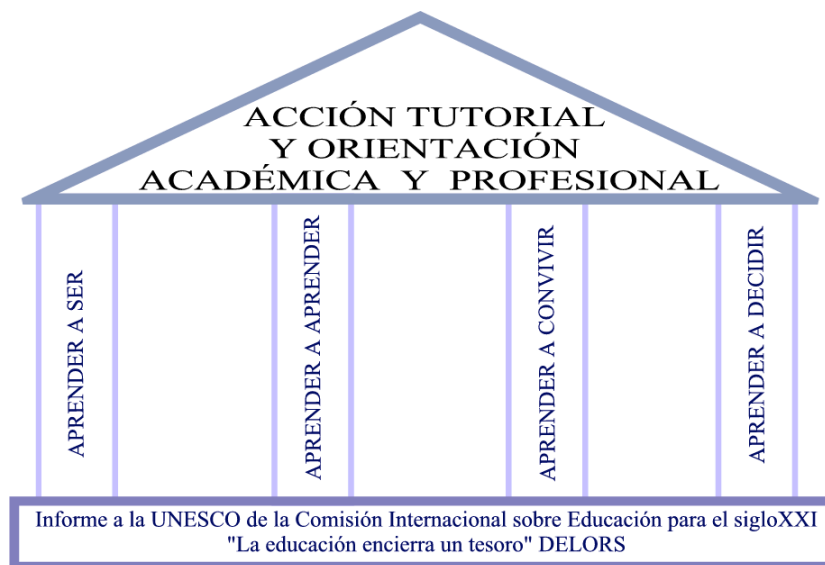 ACCIÓN TUTORIAL
Y ORIENTACIÓN
ACADÉMICA Y PROFESIONAL
APRENDER A SER
APRENDER A APRENDER
APRENDER A CONVIVIR
APRENDER A DECIDIR
Informe a la UNESCO de la Comisión Internacional sobre Educación para el sigloXXI
"La educación encierra un tesoro" DELORS